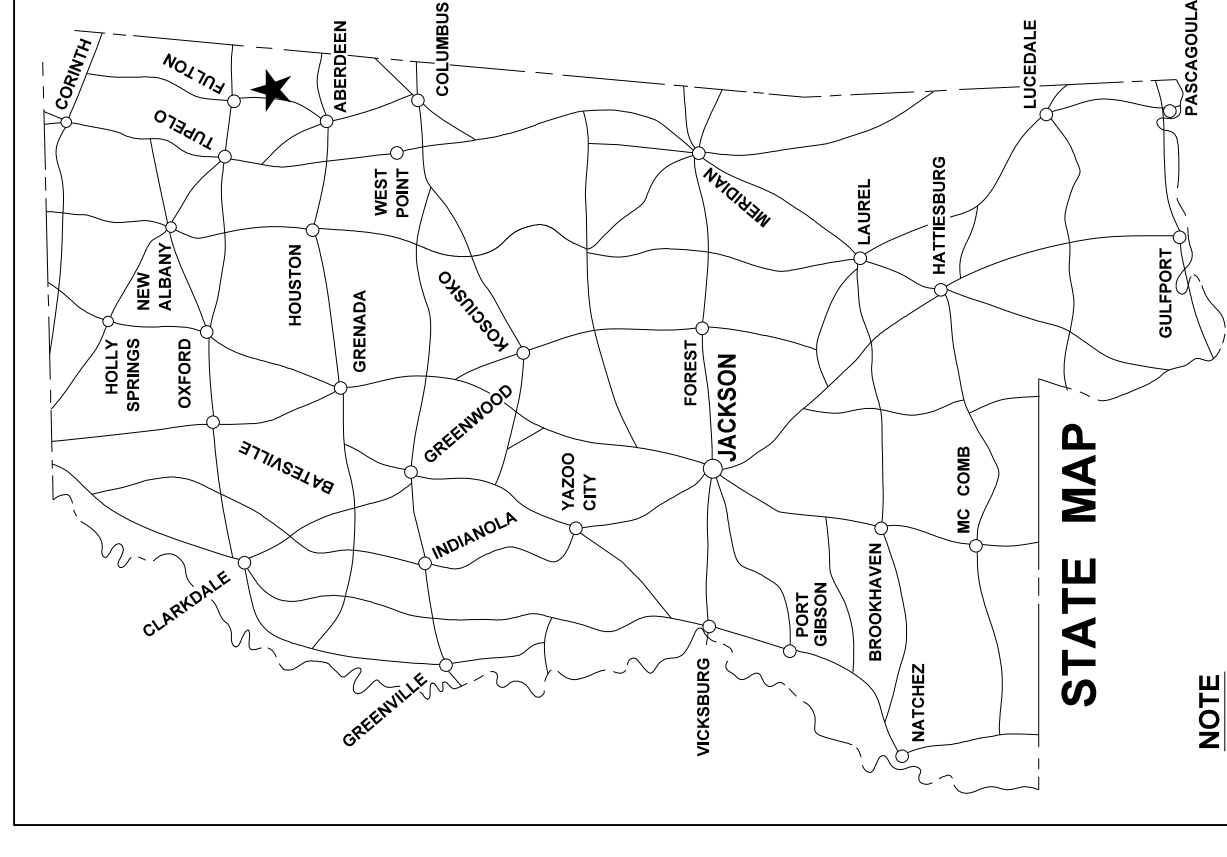 CORINTH
FULTON
TUPELO
ABERDEEN
COLUMBUS
WEST
POINT
NEW
ALBANY
HOLLY
SPRINGS
OXFORD
HOUSTON
GRENADA
KOSCIUSKO
BATESVILLE
GREENWOOD
CLARKDALE
INDIANOLA
GREENVILLE
YAZOO
CITY
MERIDIAN
FOREST
JACKSON
VICKSBURG
PORT
GIBSON
BROOKHAVEN
NATCHEZ
MC COMB
LAUREL
HATTIESBURG
LUCEDALE
PASCAGOULA
GULFPORT
STATE MAP
NOTE